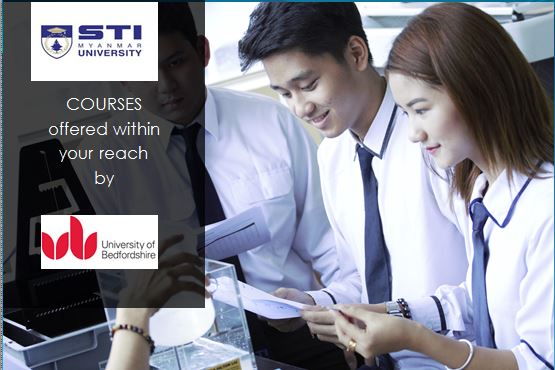 STI
MYANMAR
UNIVERSITY
COURSES
offered within
your reach
by
University of
Bedfordshire